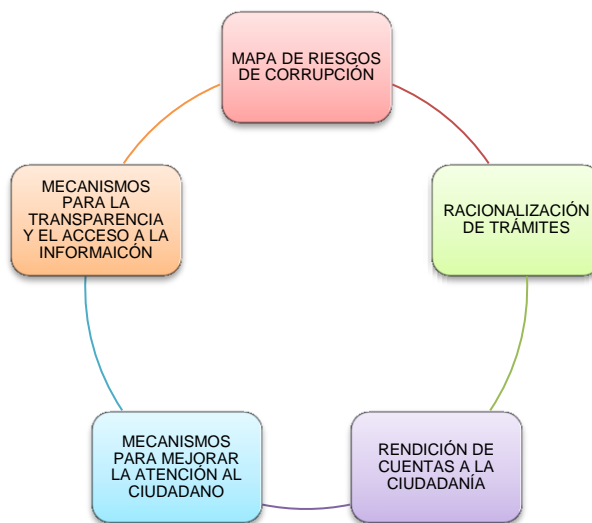 MAPA DE RIESGOS
DE CORRUPCIÓN
RACIONALIZACIÓN
DE TRÁMITES
RENDICIÓN DE
CUENTAS A LA
CIUDADANÍA
MECANISMOS
PARA MEJORAR
LA ATENCIÓN AL
CIUDADANO
MECANISMOS
PARA LA
TRANSPARENCIA
Y EL ACCESO A LA
INFORMAICÓN